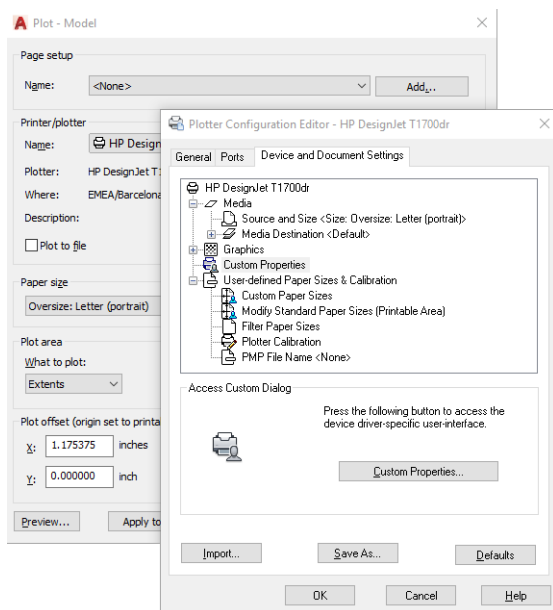 Plot - Model
Page setup
Name: <None> Add...
Printer/plotter
Name: HP Design
Plotter: HP DesignJet T1
Where: EMEA/Barcelona
Description:
Plot to file
Paper size
Oversize: Letter (portrait)
Plot area
What to plot:
Extents
Plot offset (origin set to printa
X: 1.175375 inches
Y: 0.000000 inch
Preview... Apply to
Plotter Configuration Editor - HP DesignJet T1700dr
General Ports Device and Document Settings
HP DesignJet T1700dr
Media
Source and Size <Size: Oversize: Letter (portrait)>
Media Destination <Default>
Graphics
Custom Properties
User-defined Paper Sizes & Calibration
Custom Paper Sizes
Modify Standard Paper Sizes (Printable Area)
Filter Paper Sizes
Plotter Calibration
PMP File Name <None>
Access Custom Dialog
Press the following button to access the
device driver-specific user-interface.
Custom Properties...
Import... Save As... Defaults
OK Cancel Help